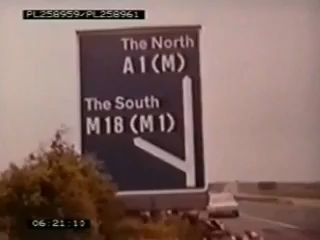 PL258959/PL258961
The North
A1(M)
The South
M18 (M1)
06:21:10